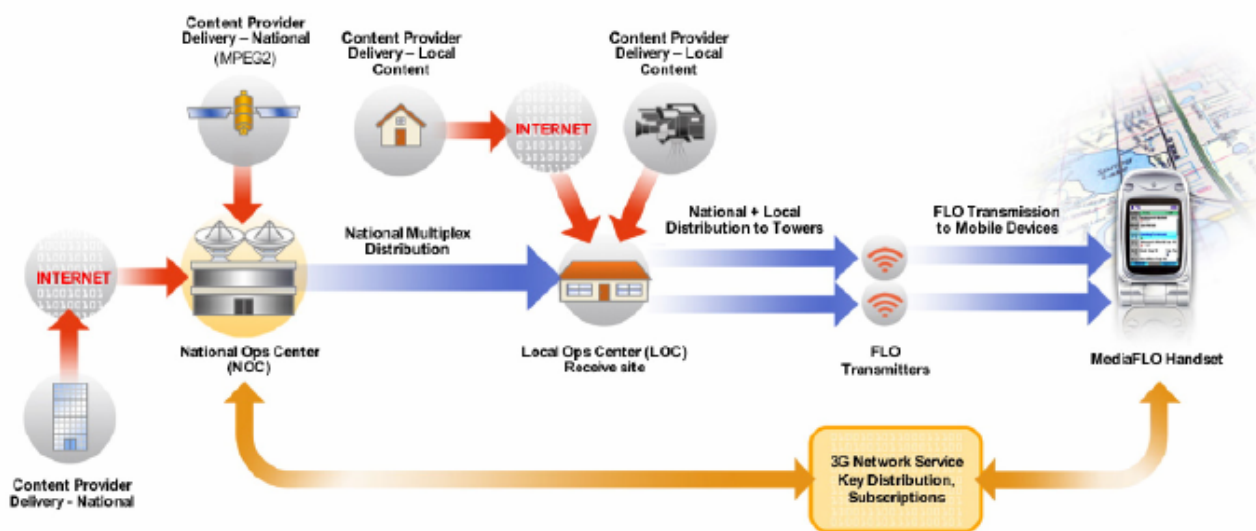 Content Provider
Delivery – National
(MPEG2)
Content Provider
Delivery – Local
Content
Content Provider
Delivery – Local
Content
INTERNET
National Multiplex
Distribution
National + Local
Distribution to Towers
FLO Transmission
to Mobile Devices
INTERNET
National Ops Center
(NOC)
Local Ops Center (LOC)
Receive site
FLO
Transmitters
MediaFLO Handset
3G Network Service
Key Distribution,
Subscriptions
Content Provider
Delivery - National